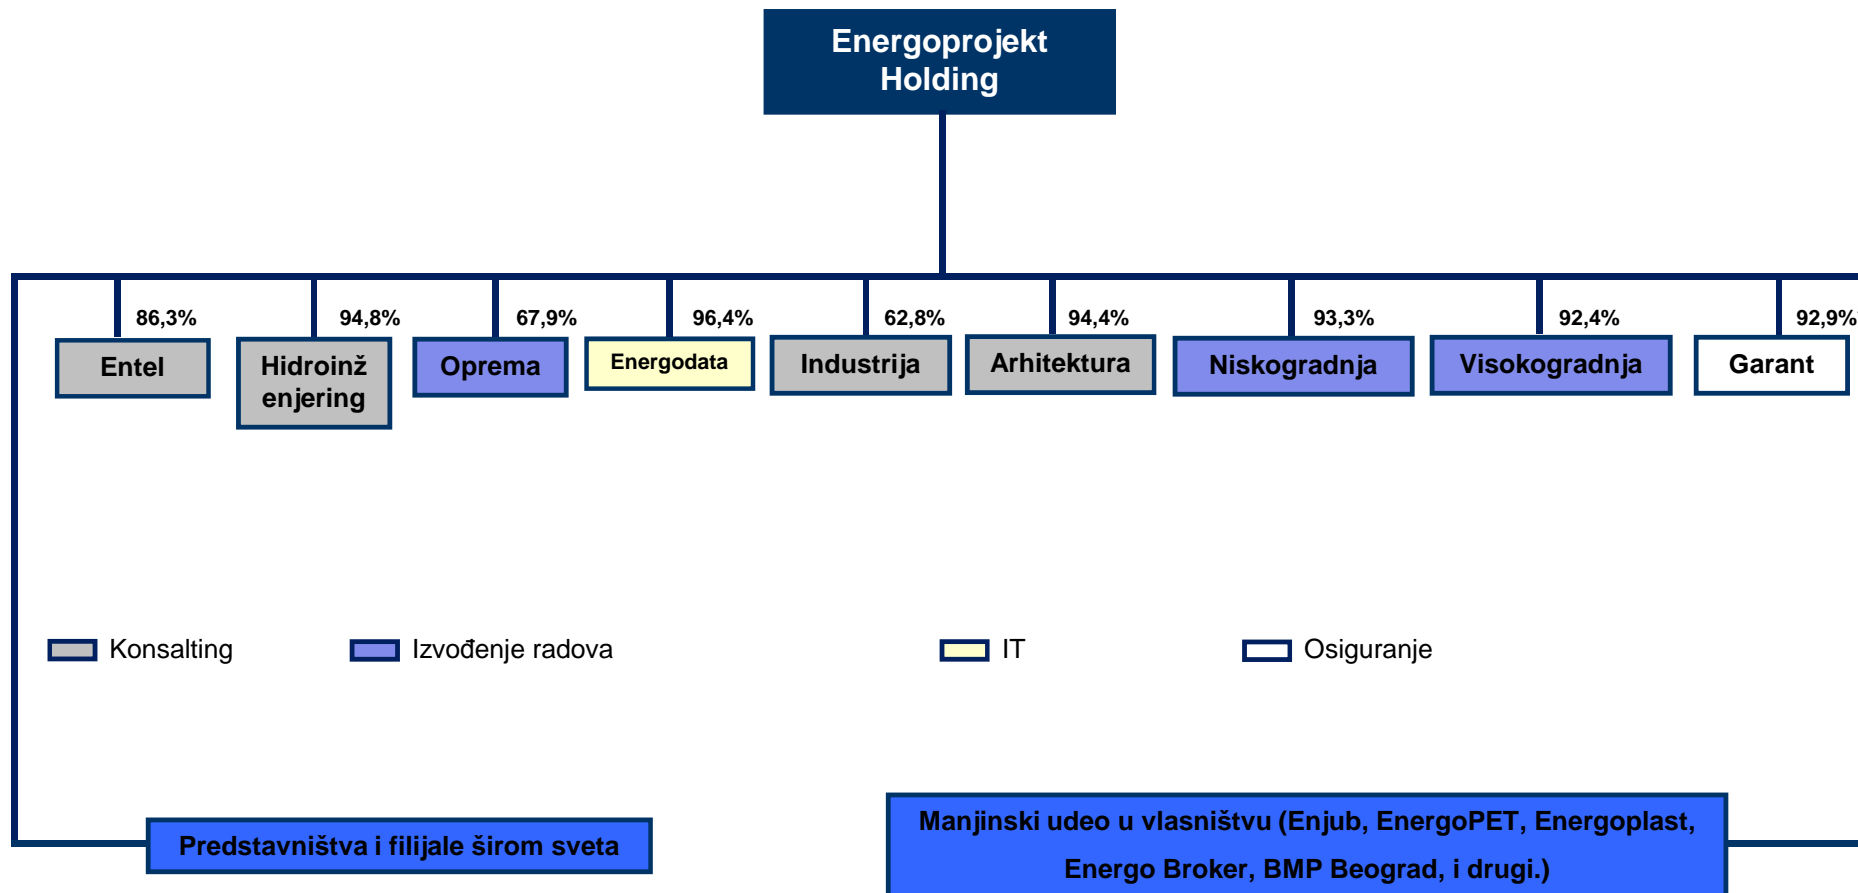 Energoprojekt
Holding
86,3%
94,8%
67,9%
96,4%
62,8%
94,4%
93,3%
92,4%
92,9%
Entel
Hidroinž
enjering
Oprema
Energodata
Industrija
Arhitektura
Niskogradnja
Visokogradnja
Garant
Konsalting
Izvođenje radova
IT
Osiguranje
Predstavništva i filijale širom sveta
Manjinski udeo u vlasništvu (Enjub, EnergoPET, Energoplast,
Energo Broker, BMP Beograd, i drugi.)